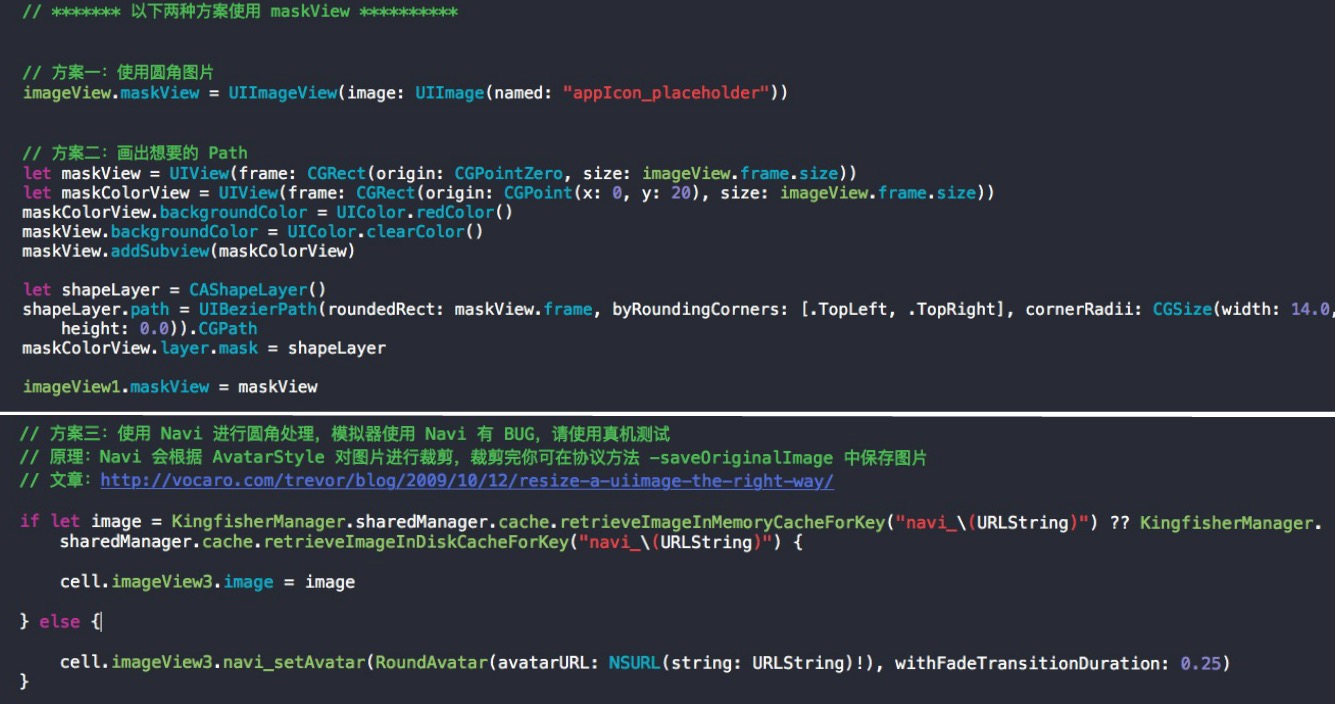 // ******* 以下两种方案使用 maskView **********
// 方案一：使用圆角图片
imageView.maskView = UIImageView(image: UIImage(named: "appIcon_placeholder"))
// 方案二：画出想要的 Path
let maskView = UIView(frame: CGRect(origin: CGPointZero, size: imageView.frame.size))
let maskColorView = UIView(frame: CGRect(origin: CGPoint(x: 0, y: 20), size: imageView.frame.size))
maskColorView.backgroundColor = UIColor.redColor()
maskView.backgroundColor = UIColor.clearColor()
maskView.addSubview(maskColorView)
let shapeLayer = CAShapeLayer()
shapeLayer.path = UIBezierPath(roundedRect: maskView.frame, byRoundingCorners: [.TopLeft, .TopRight], cornerRadii: CGSize(width: 14.0,
height: 0.0)).CGPath
maskColorView.layer.mask = shapeLayer
imageView1.maskView = maskView
// 方案三：使用 Navi 进行圆角处理，模拟器使用 Navi 有 BUG，请使用真机测试
// 原理：Navi 会根据 AvatarStyle 对图片进行裁剪，裁剪完你可在协议方法 -saveOriginalImage 中保存图片
// 文章：http://vocaro.com/trevor/blog/2009/10/12/resize-a-uiimage-the-right-way/
if let image = KingfisherManager.sharedManager.cache.retrieveImageInMemoryCacheForKey("navi_\(URLString)") ?? KingfisherManager.
sharedManager.cache.retrieveImageInDiskCacheForKey("navi_\(URLString)") {
cell.imageView3.image = image
} else {
cell.imageView3.navi_setAvatar(RoundAvatar(avatarURL: NSURL(string: URLString)!), withFadeTransitionDuration: 0.25)
}